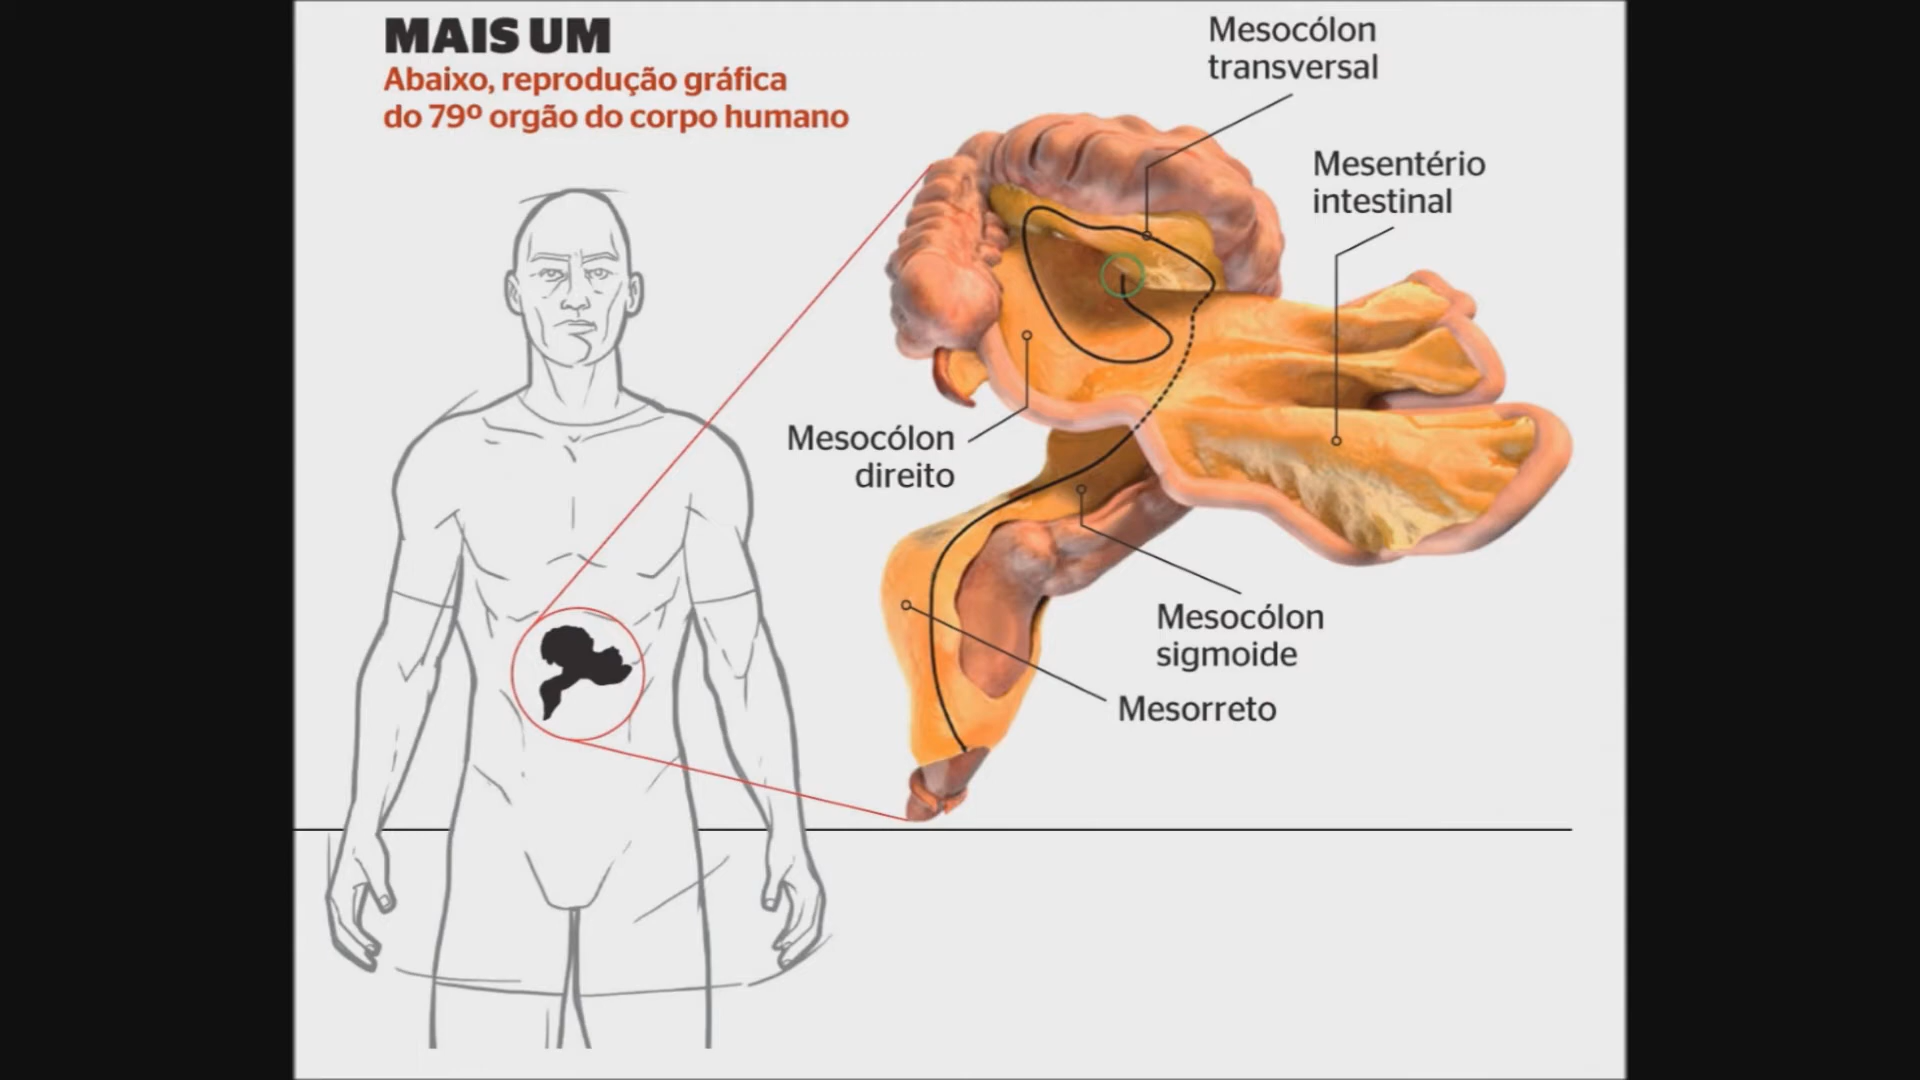 MAIS UM
Abaixo, reprodução gráfica
do 79º orgão do corpo humano
Mesocólon
transversal
Mesentério
intestinal
Mesocólon
direito
Mesocólon
sigmoide
Mesorreto